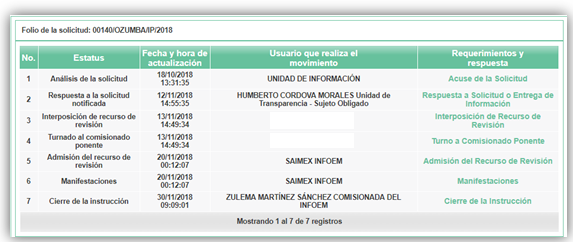 Folio de la solicitud: 00140/OZUMBA/IP/2018
No. Estatus Fecha y hora de actualización Usuario que realiza el movimiento Requerimientos y respuesta
1 Análisis de la solicitud 18/10/2018 13:31:35 UNIDAD DE INFORMACIÓN Acuse de la Solicitud
2 Respuesta a la solicitud notificada 12/11/2018 14:55:35 HUMBERTO CORDOVA MORALES Unidad de Transparencia - Sujeto Obligado Respuesta a Solicitud o Entrega de Información
3 Interposición de recurso de revisión 13/11/2018 14:49:34 Interposición de Recurso de Revisión
4 Turnado al comisionado ponente 13/11/2018 14:49:34 Turno a Comisionado Ponente
5 Admisión del recurso de revisión 20/11/2018 00:12:07 SAIMEX INFOEM Admisión del Recurso de Revisión
6 Manifestaciones 20/11/2018 00:12:07 SAIMEX INFOEM Manifestaciones
7 Cierre de la instrucción 30/11/2018 09:09:01 ZULEMA MARTÍNEZ SÁNCHEZ COMISIONADA DEL INFOEM Cierre de la Instrucción
Mostrando 1 al 7 de 7 registros